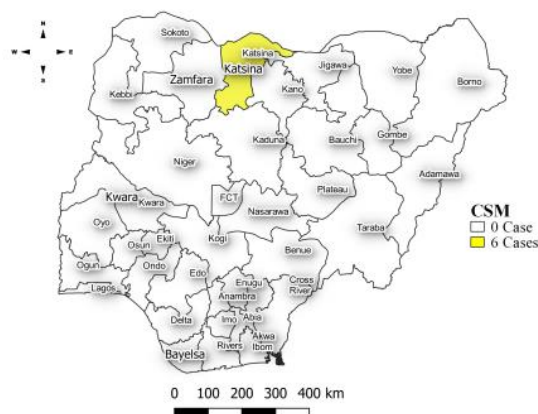 N
W E
S
Sokoto
Katsina
Katsina
Zamfara
Kebbi
Kano
Jigawa
Yobe
Borno
Kaduna
Bauchi
Gombe
Adamawa
Niger
Plateau
FCT
Nasarawa
Taraba
Kwara
Kwara
Oyo
Kogi
Benue
Ekiti
Osun
Ondo
Ogun
Lagos
Edo
Enugu
Anambra
Cross
River
Delta
Imo
Abia
Akwa
Ibom
Rivers
Bayelsa
CSM
0 Case
6 Cases
0 100 200 300 400 km